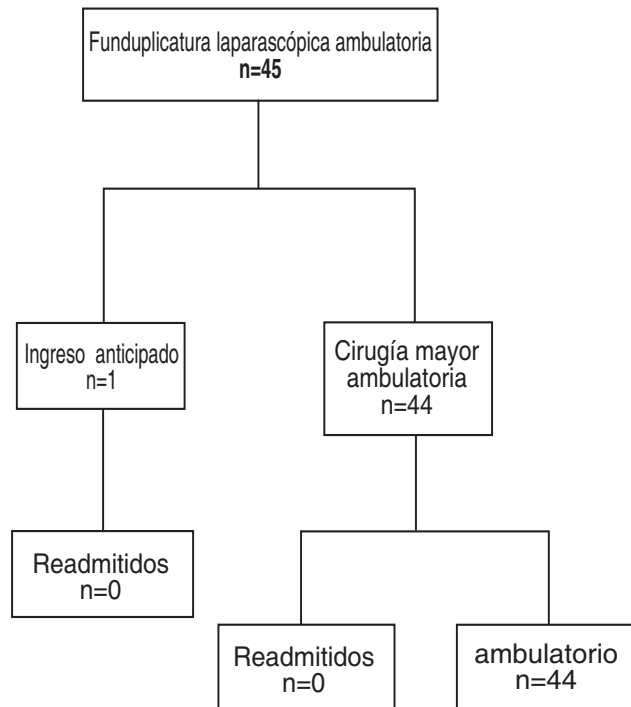 Funduplicatura laparascópica ambulatoria
n=45
Ingreso anticipado
n=1
Cirugía mayor
ambulatoria
n=44
Readmitidos
n=0
Readmitidos
n=0
ambulatorio
n=44